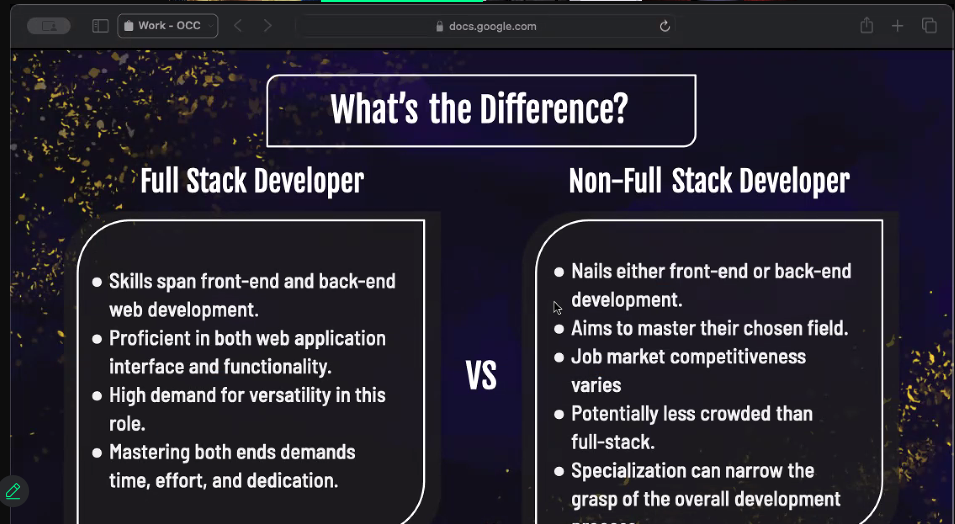 Work - OCC
docs.google.com
What's the Difference?
Full Stack Developer
Skills span front-end and back-end
web development.
Proficient in both web application
interface and functionality.
High demand for versatility in this
role.
Mastering both ends demands
time, effort, and dedication.
VS
Non-Full Stack Developer
Nails either front-end or back-end
development.
Aims to master their chosen field.
Job market competitiveness
varies
Potentially less crowded than
full-stack.
Specialization can narrow the
grasp of the overall development